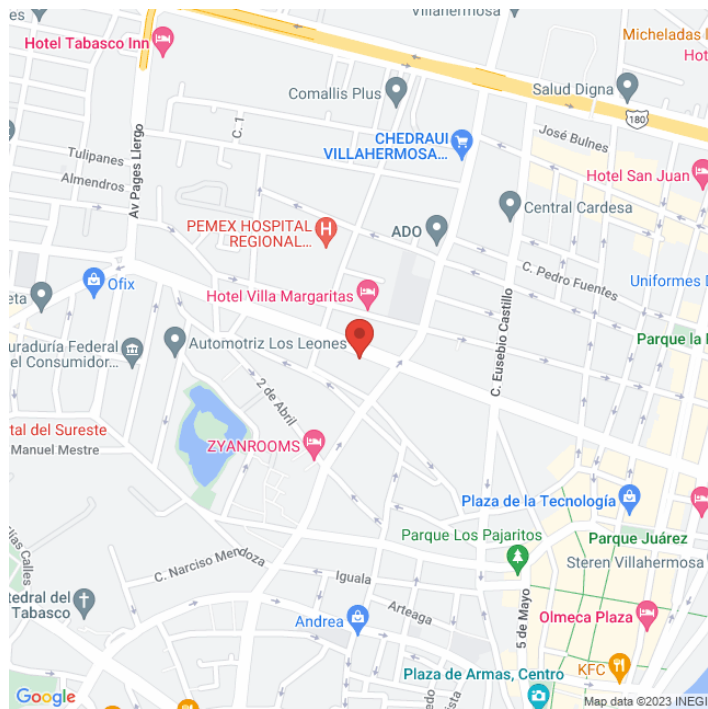 es
Villahermosa
Hotel Tabasco Inn
Micheladas l
Hot
Comallis Plus
Salud Digna
180
C. 1
José Bulnes
CHEDRAUI
VILLAHERMOSA...
Tulipanes
Av Pages Llergo
Almendros
Hotel San Juan
Central Cardesa
PEMEX HOSPITAL
REGIONAL...
ADO
C. Pedro Fuentes
Ofix
Hotel Villa Margaritas
Uniformes D
eta
C. Eusebio Castillo
Parque la
uraduría Federal
el Consumidor...
Automotriz Los Leones
2 de Abril
tal del Sureste
Manuel Mestre
ZYANROOMS
Plaza de la Tecnología
Parque Los Pajaritos
Parque Juárez
Steren Villahermosa
lías Calles
C. Narciso Mendoza
Iguala
tedral del
Tabasco
Arteaga
5 de Mayo
Olmeca Plaza
Andrea
KFC
Plaza de Armas, Centro
Google
Map data ©2023 INEGI